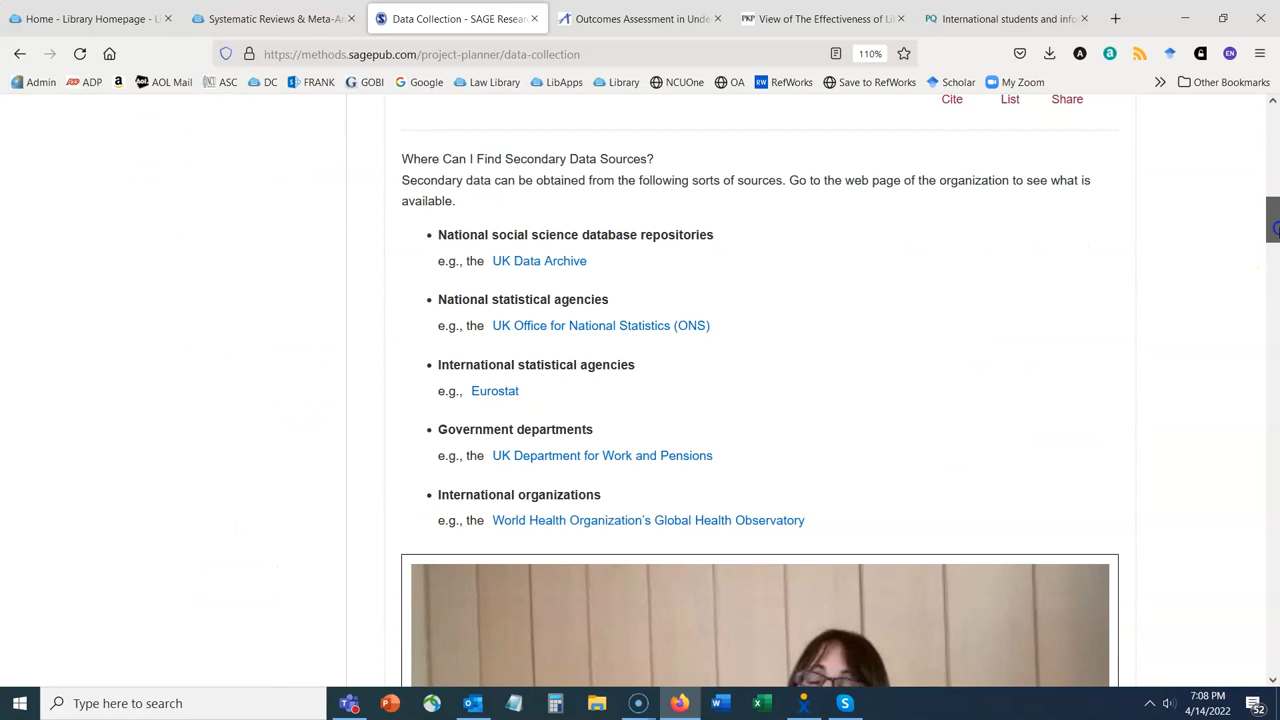 Home - Library Homepage - Li
Systematic Reviews & Meta-An
Data Collection - SAGE Resear
Outcomes Assessment in Unde
View of The Effectiveness of Li
International students and infor
https://methods.sagepub.com/project-planner/data-collection
110%
Admin
ADP
AOL Mail
ASC
DC
FRANK
GOBI
Google
Law Library
LibApps
Library
NCUOne
OA
RefWorks
Save to RefWorks
Scholar
My Zoom
Other Bookmarks
Cite
List
Share
Where Can I Find Secondary Data Sources?
Secondary data can be obtained from the following sorts of sources. Go to the web page of the organization to see what is
available.
• National social science database repositories
e.g., the UK Data Archive
• National statistical agencies
e.g., the UK Office for National Statistics (ONS)
• International statistical agencies
e.g., Eurostat
• Government departments
e.g., the UK Department for Work and Pensions
• International organizations
e.g., the World Health Organization's Global Health Observatory
Type here to search
7:08 PM
4/14/2022
52